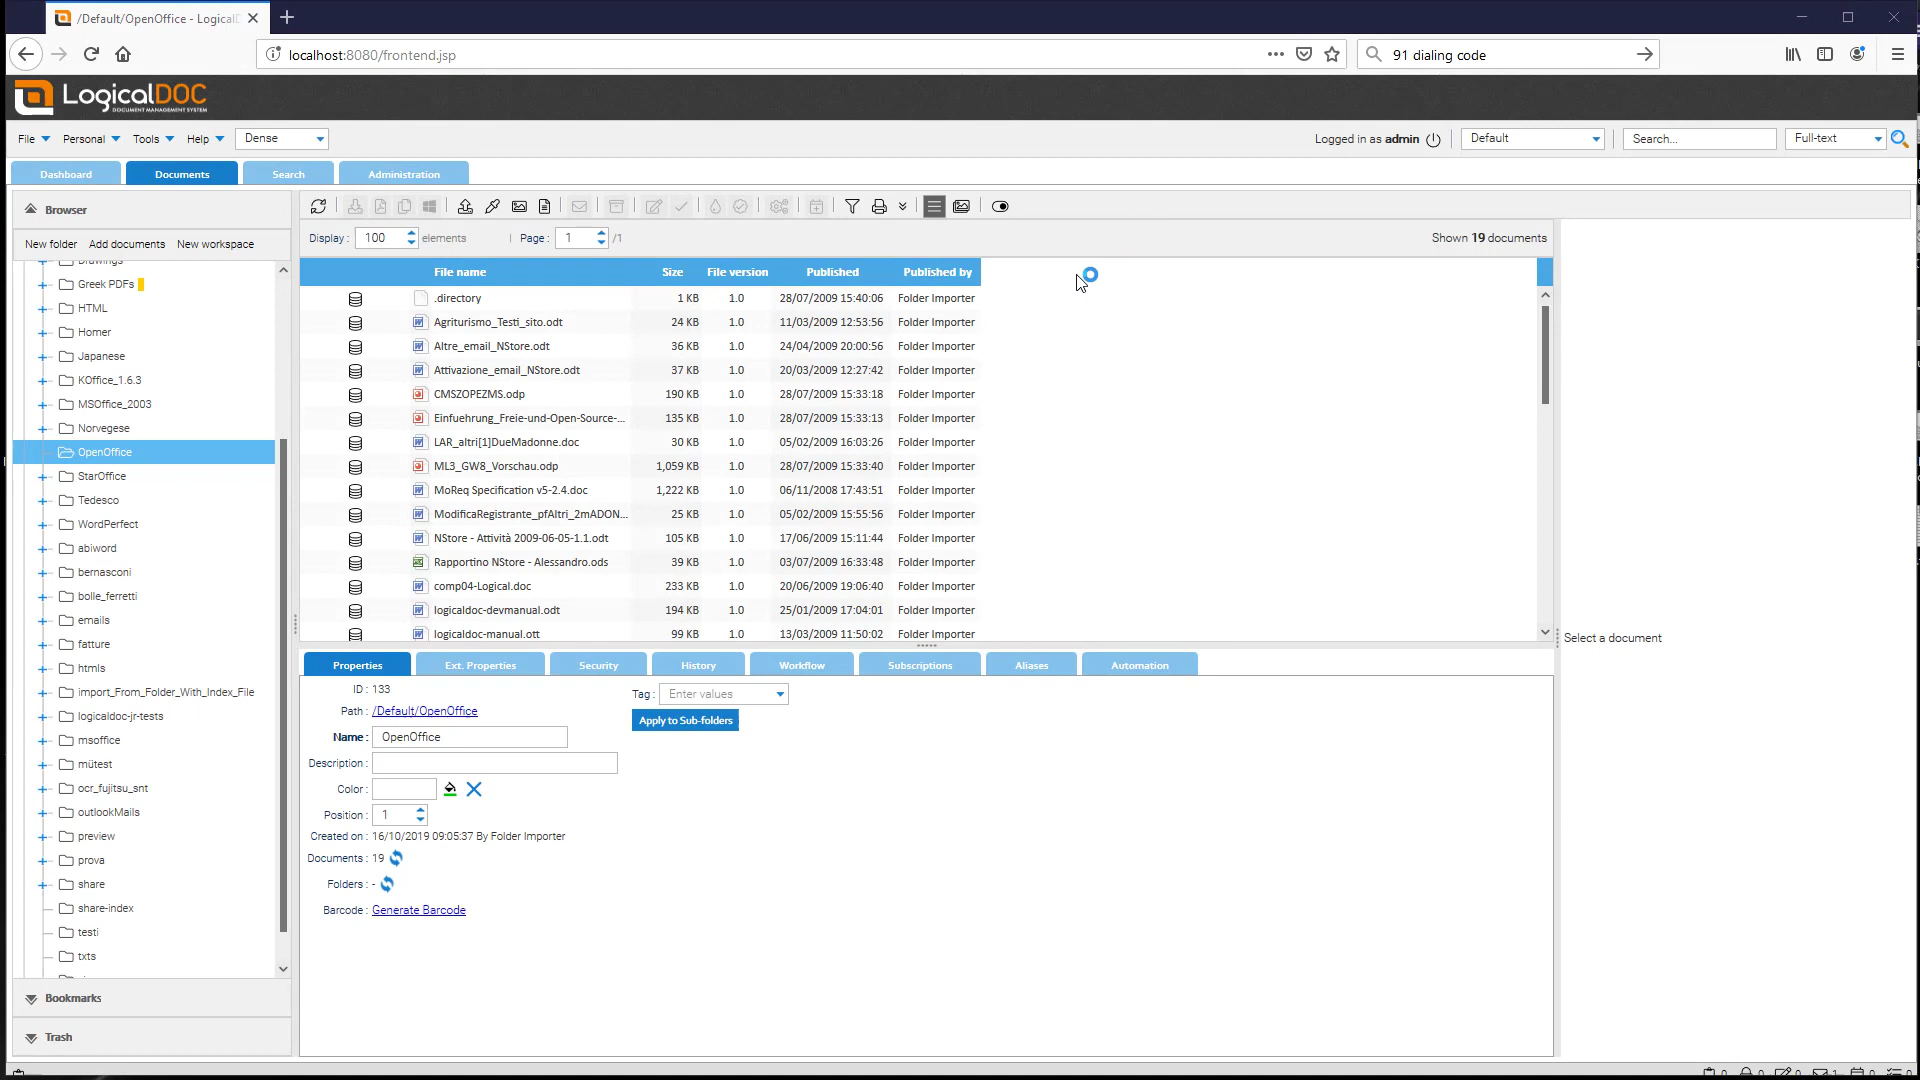 /Default/OpenOffice - LogicalD
localhost:8080/frontend.jsp
91 dialing code
LogicalDOC
DOCUMENT MANAGEMENT SYSTEM
File Personal Tools Help Dense
Logged in as admin Default Search... Full-text
Dashboard Documents Search Administration
Browser
New folder Add documents New workspace
Drawings
Greek PDFs
HTML
Homer
Japanese
KOffice_1.6.3
MSOffice_2003
Norvegese
OpenOffice
StarOffice
Tedesco
WordPerfect
abiword
bernasconi
bolle_ferretti
emails
fatture
htmls
import_From_Folder_With_Index_File
logicaldoc-jr-tests
msoffice
mütest
ocr_fujitsu_snt
outlookMails
preview
prova
share
share-index
testi
txts
Bookmarks
Trash
Display : 100 elements Page : 1 /1 Shown 19 documents
File name Size File version Published Published by
.directory 1 KB 1.0 28/07/2009 15:40:06 Folder Importer
Agriturismo_Testi_sito.odt 24 KB 1.0 11/03/2009 12:53:56 Folder Importer
Altre_email_NStore.odt 36 KB 1.0 24/04/2009 20:00:56 Folder Importer
Attivazione_email_NStore.odt 37 KB 1.0 20/03/2009 12:27:42 Folder Importer
CMSZOPEZMS.odp 190 KB 1.0 28/07/2009 15:33:18 Folder Importer
Einfuehrung_Freie-und-Open-Source-... 135 KB 1.0 28/07/2009 15:33:13 Folder Importer
LAR_altri[1]DueMadonne.doc 30 KB 1.0 05/02/2009 16:03:26 Folder Importer
ML3_GW8_Vorschau.odp 1,059 KB 1.0 28/07/2009 15:33:40 Folder Importer
MoReq Specification v5-2.4.doc 1,222 KB 1.0 06/11/2008 17:43:51 Folder Importer
ModificaRegistrante_pfAltri_2mADON... 25 KB 1.0 05/02/2009 15:55:56 Folder Importer
NStore - Attività 2009-06-05-1.1.odt 105 KB 1.0 17/06/2009 15:11:44 Folder Importer
Rapportino NStore - Alessandro.ods 39 KB 1.0 03/07/2009 16:33:48 Folder Importer
comp04-Logical.doc 233 KB 1.0 20/06/2009 19:06:40 Folder Importer
logicaldoc-devmanual.odt 194 KB 1.0 25/01/2009 17:04:01 Folder Importer
logicaldoc-manual.ott 99 KB 1.0 13/03/2009 11:50:02 Folder Importer
Select a document
Properties Ext. Properties Security History Workflow Subscriptions Aliases Automation
ID : 133
Path : /Default/OpenOffice
Name : OpenOffice
Description :
Color :
Position : 1
Created on : 16/10/2019 09:05:37 By Folder Importer
Documents : 19
Folders : -
Barcode : Generate Barcode
Tag : Enter values
Apply to Sub-folders